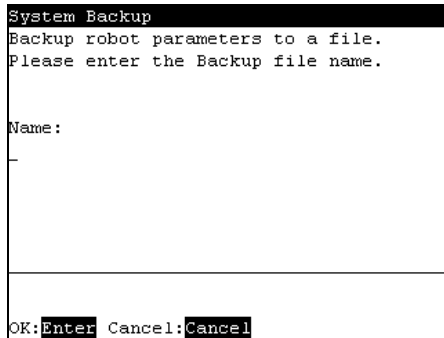 System Backup
Backup robot parameters to a file.
Please enter the Backup file name.
Name:
_
OK:Enter Cancel:Cancel